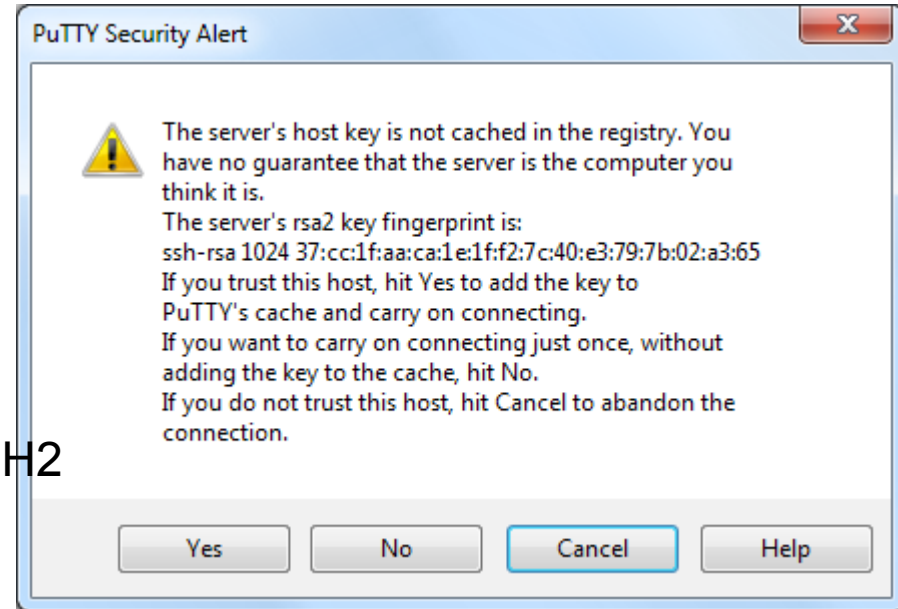 PuTTY Security Alert
The server's host key is not cached in the registry. You
have no guarantee that the server is the computer you
think it is.
The server's rsa2 key fingerprint is:
ssh-rsa 1024 37:cc:1f:aa:ca:1e:1f:f2:7c:40:e3:79:7b:02:a3:65
If you trust this host, hit Yes to add the key to
PuTTY's cache and carry on connecting.
If you want to carry on connecting just once, without
adding the key to the cache, hit No.
If you do not trust this host, hit Cancel to abandon the
connection.
H2
Yes No Cancel Help